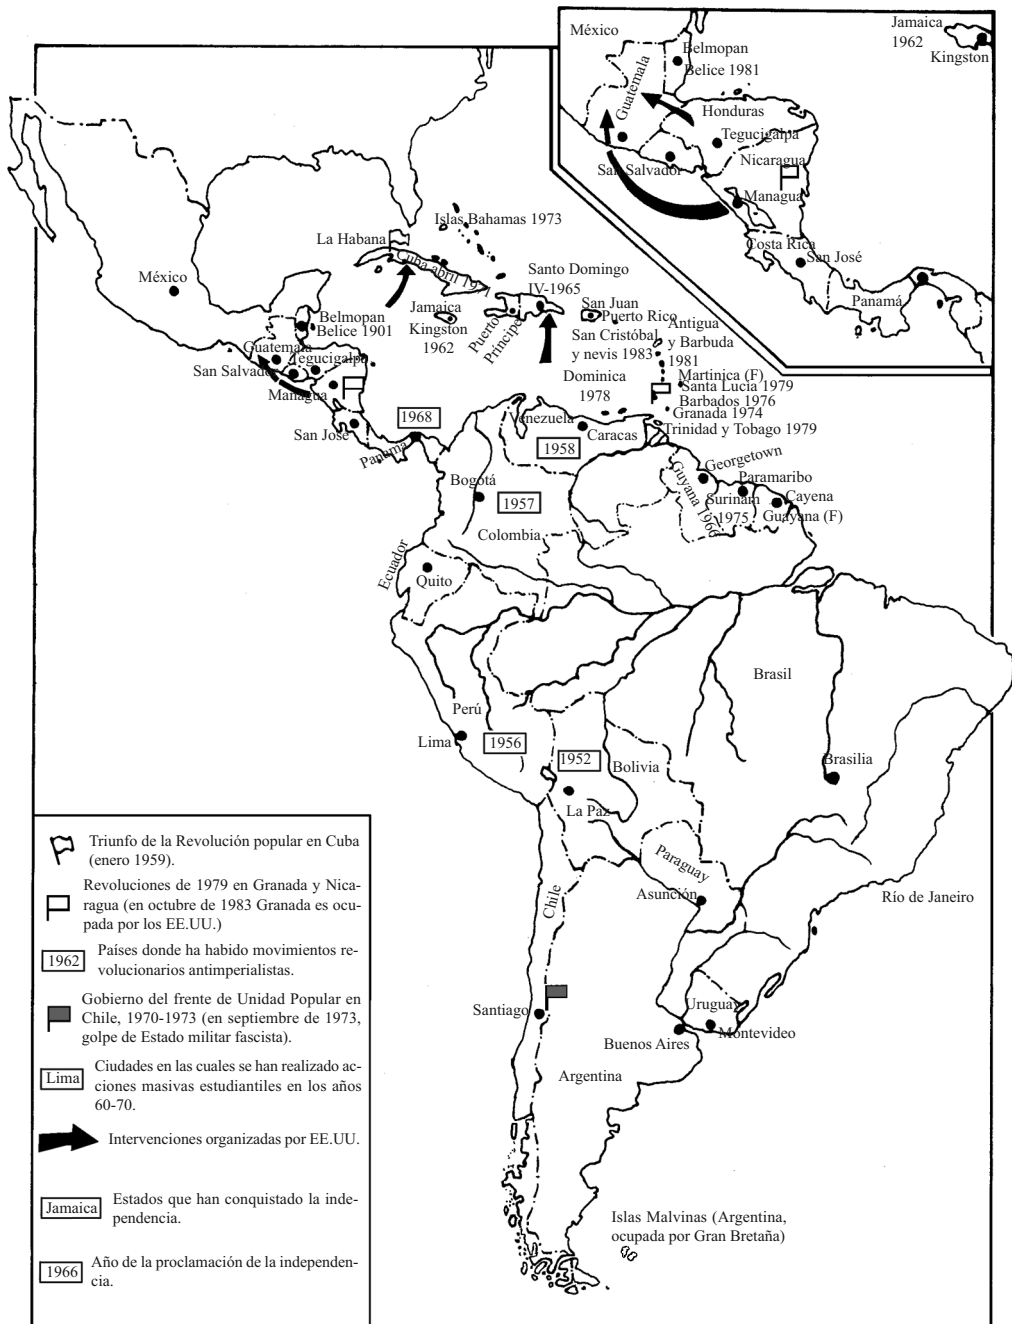 México
Belmopan
Belice 1981
Guatemala
Honduras
Tegucigalpa
San Salvador
Nicaragua
Managua
Costa Rica
San José
Panamá
Jamaica
1962
Kingston
La Habana
Islas Bahamas 1973
Cuba abril 1971
México
Santo Domingo
IV-1965
Jamaica
Kingston
1962
Puerto
Príncipe
San Juan
Puerto Rico
San Cristóbal
y nevis 1983
Antigua
y Barbuda
1981
Belmopan
Belice 1901
Guatemala
Tegucigalpa
San Salvador
Managua
Dominica
1978
Martinica (F)
Santa Lucía 1979
Barbados 1976
Granada 1974
Trinidad y Tobago 1979
San José
Panamá
1968
Venezuela
Caracas
1958
Georgetown
Paramaribo
Guyana 1966
Surinam
1975
Cayena
Guayana (F)
Bogotá
1957
Colombia
Ecuador
Quito
Brasil
Perú
Lima
1956
1952
Bolivia
La Paz
Brasilia
Paraguay
Asunción
Río de Janeiro
Chile
Santiago
Uruguay
Montevideo
Buenos Aires
Argentina
Islas Malvinas (Argentina,
ocupada por Gran Bretaña)
Triunfo de la Revolución popular en Cuba
(enero 1959).
Revoluciones de 1979 en Granada y Nica-
ragua (en octubre de 1983 Granada es ocu-
pada por los EE.UU.)
1962
Países donde ha habido movimientos re-
volucionarios antimperialistas.
Gobierno del frente de Unidad Popular en
Chile, 1970-1973 (en septiembre de 1973,
golpe de Estado militar fascista).
Lima
Ciudades en las cuales se han realizado ac-
ciones masivas estudiantiles en los años
60-70.
Intervenciones organizadas por EE.UU.
Jamaica
Estados que han conquistado la inde-
pendencia.
1966
Año de la proclamación de la independen-
cia.